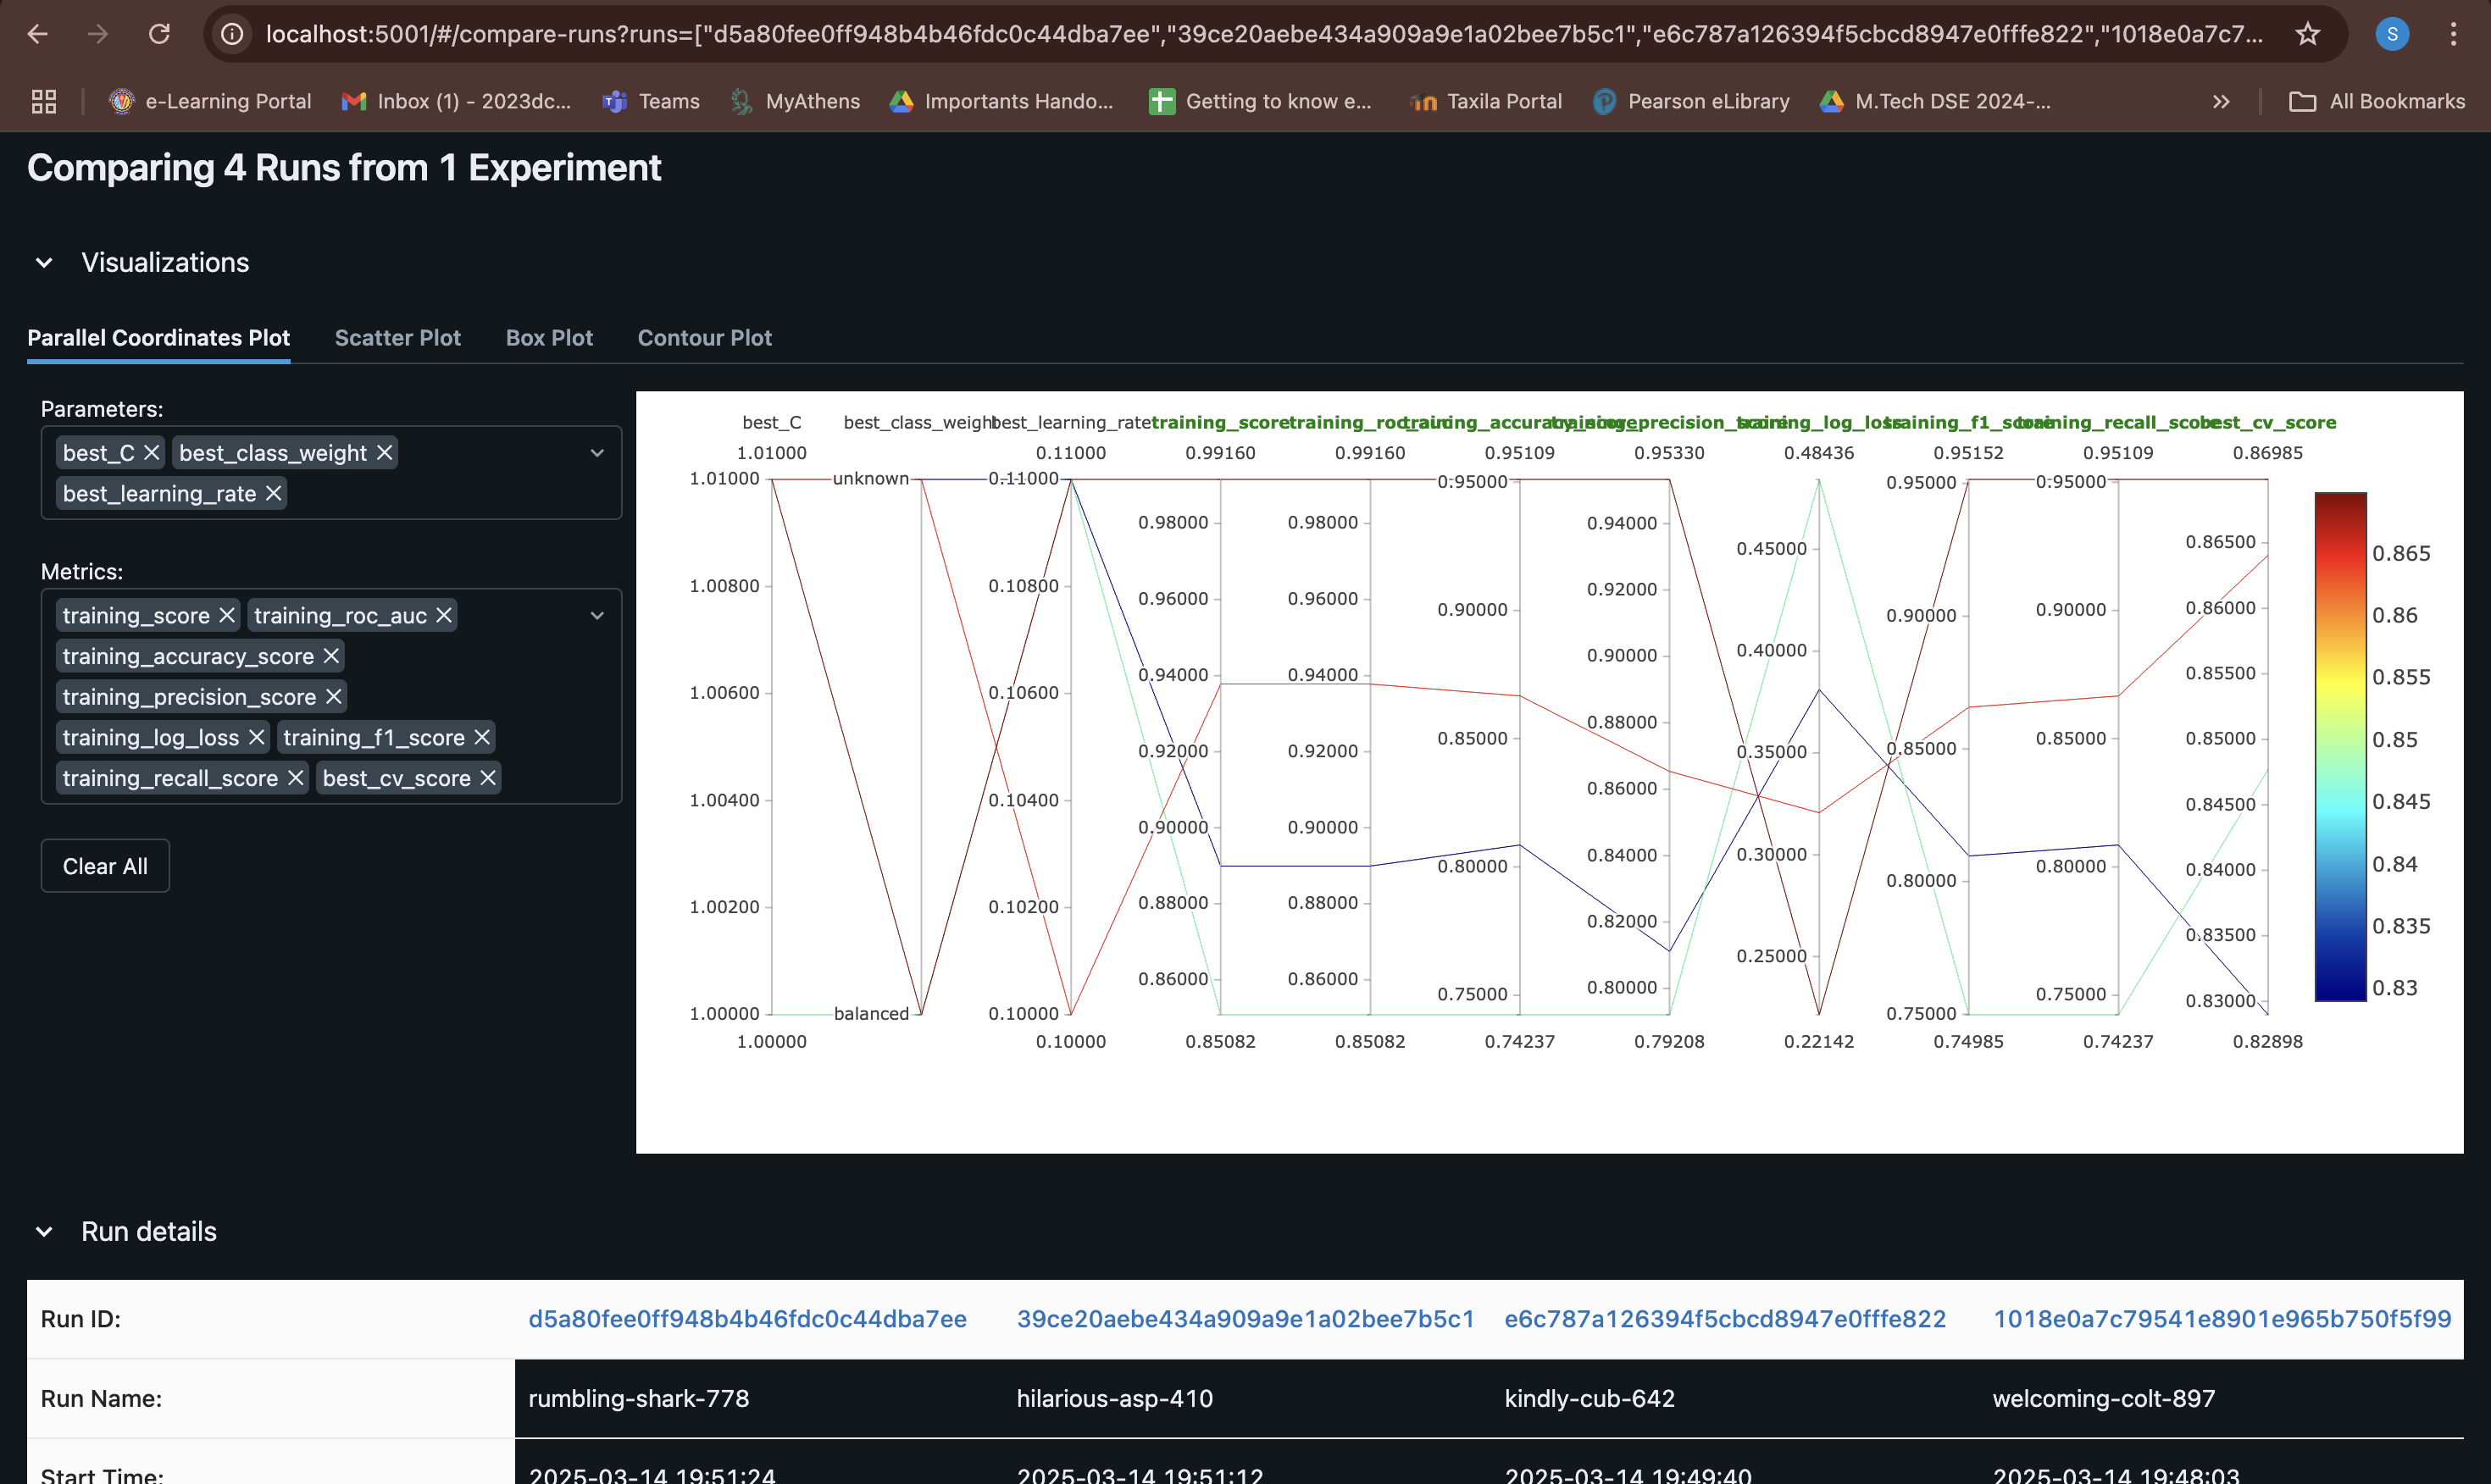 localhost:5001/#/compare-runs?runs=["d5a80fee0ff948b4b46fdc0c44dba7ee","39ce20aebe434a909a9e1a02bee7b5c1","e6c787a126394f5cbcd8947e0fffe822","1018e0a7c7...
S
e-Learning Portal
Inbox (1) - 2023dc...
Teams
MyAthens
Importants Hando...
Getting to know e...
Taxila Portal
Pearson eLibrary
M.Tech DSE 2024-...
All Bookmarks
Comparing 4 Runs from 1 Experiment
Visualizations
Parallel Coordinates Plot
Scatter Plot
Box Plot
Contour Plot
Parameters:
best_C
best_class_weight
best_learning_rate
Metrics:
training_score
training_roc_auc
training_accuracy_score
training_precision_score
training_log_loss
training_f1_score
training_recall_score
best_cv_score
Clear All
best_C
best_class_weight
best_learning_rate
training_score
training_roc_auc
training_accuracy_score
training_precision_score
training_log_loss
training_f1_score
training_recall_score
best_cv_score
1.01000 0.11000 0.99160 0.99160 0.95109 0.95330 0.48436 0.95152 0.95109 0.86985
1.01000
1.00800
1.00600
1.00400
1.00200
1.00000
unknown
balanced
0.11000
0.10800
0.10600
0.10400
0.10200
0.10000
0.98000
0.96000
0.94000
0.92000
0.90000
0.88000
0.86000
0.98000
0.96000
0.94000
0.92000
0.90000
0.88000
0.86000
0.95000
0.90000
0.85000
0.80000
0.75000
0.94000
0.92000
0.90000
0.88000
0.86000
0.84000
0.82000
0.80000
0.45000
0.40000
0.35000
0.30000
0.25000
0.95000
0.90000
0.85000
0.80000
0.75000
0.95000
0.90000
0.85000
0.80000
0.75000
0.86500
0.86000
0.85500
0.85000
0.84500
0.84000
0.83500
0.83000
1.00000 0.10000 0.85082 0.85082 0.74237 0.79208 0.22142 0.74985 0.74237 0.82898
0.865
0.86
0.855
0.85
0.845
0.84
0.835
0.83
Run details
Run ID: d5a80fee0ff948b4b46fdc0c44dba7ee 39ce20aebe434a909a9e1a02bee7b5c1 e6c787a126394f5cbcd8947e0fffe822 1018e0a7c79541e8901e965b750f5f99
Run Name: rumbling-shark-778 hilarious-asp-410 kindly-cub-642 welcoming-colt-897
Start Time: 2025-03-14 19:51:24 2025-03-14 19:51:12 2025-03-14 19:49:40 2025-03-14 19:48:03